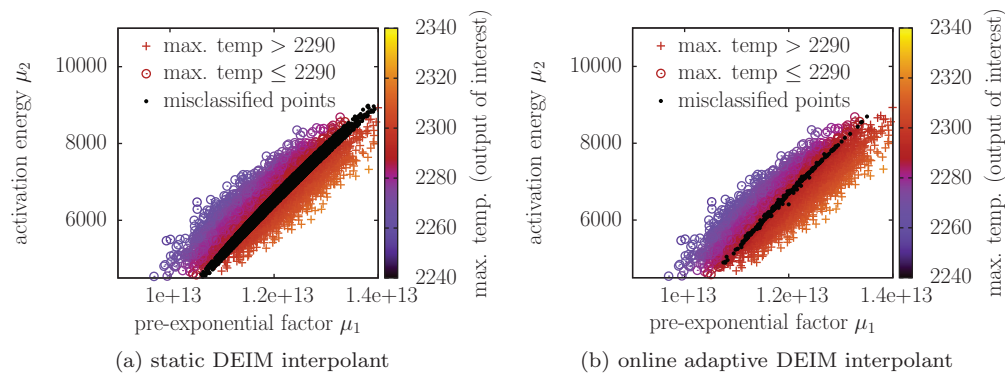 max. temp > 2290
max. temp ≤ 2290
misclassified points
10000
8000
6000
activation energy μ₂
1e+13
1.2e+13
1.4e+13
pre-exponential factor μ₁
2340
2320
2300
2280
2260
2240
max. temp. (output of interest)
(a) static DEIM interpolant
max. temp > 2290
max. temp ≤ 2290
misclassified points
10000
8000
6000
activation energy μ₂
1e+13
1.2e+13
1.4e+13
pre-exponential factor μ₁
2340
2320
2300
2280
2260
2240
max. temp. (output of interest)
(b) online adaptive DEIM interpolant